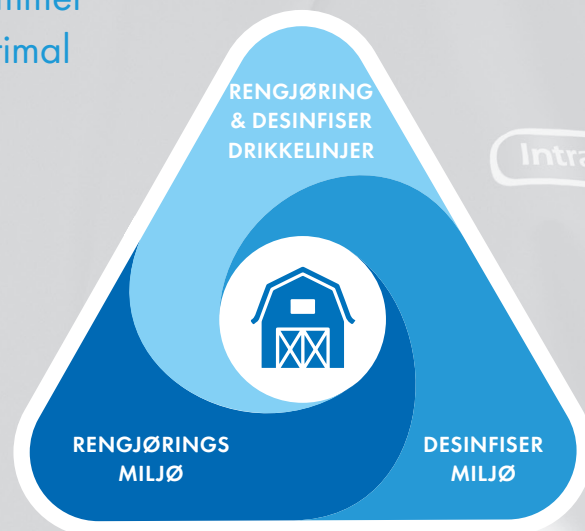 RENGJØRING
& DESINFISER
DRIKKELINJER
RENGJØRINGS
MILJØ
DESINFISER
MILJØ